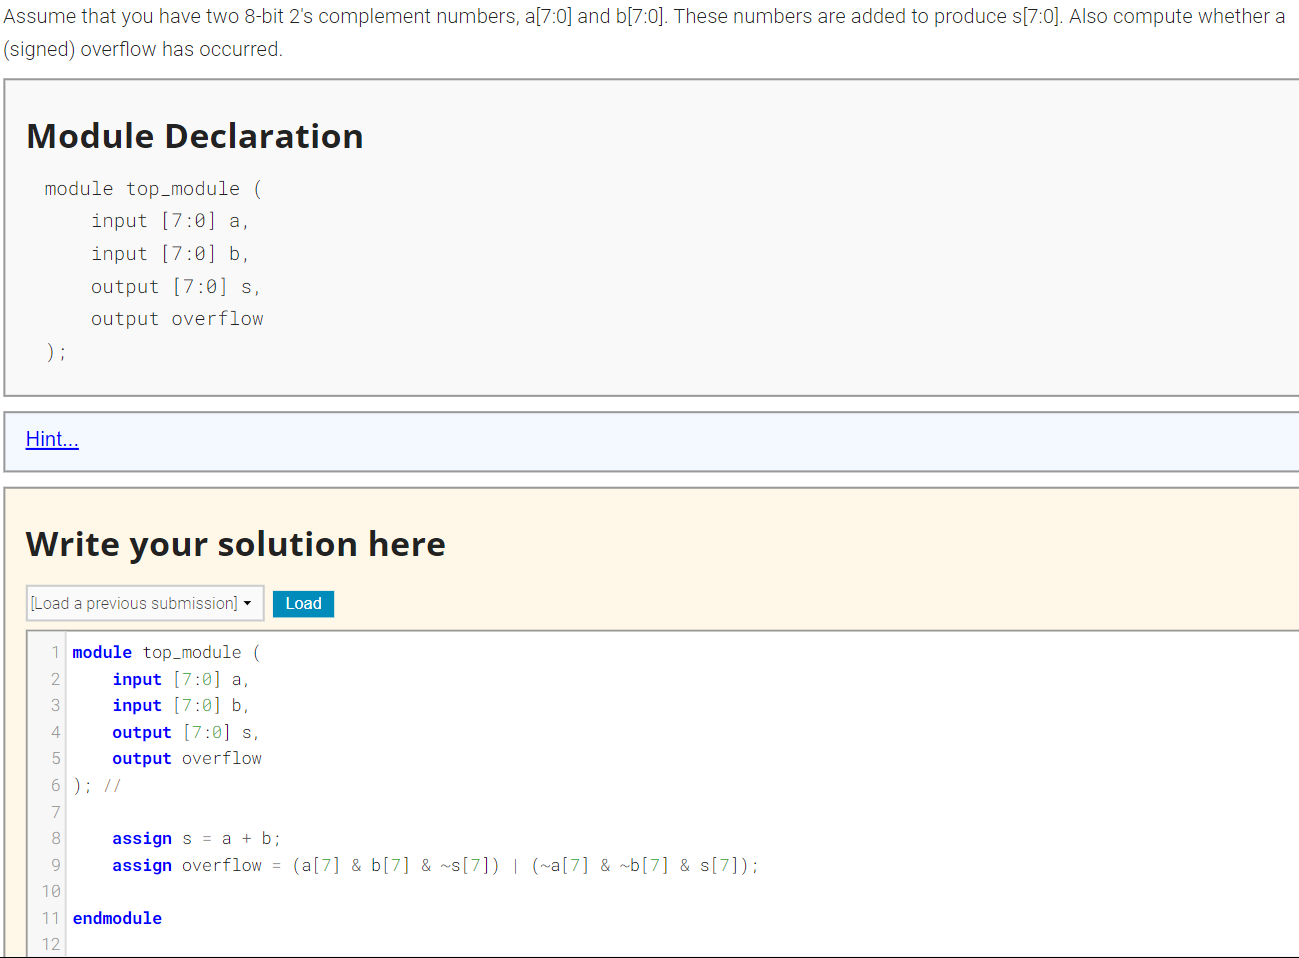 Assume that you have two 8-bit 2's complement numbers, a[7:0] and b[7:0]. These numbers are added to produce s[7:0]. Also compute whether a
(signed) overflow has occurred.
Module Declaration
module top_module (
    input [7:0] a,
    input [7:0] b,
    output [7:0] s,
    output overflow
);
Hint...
Write your solution here
[Load a previous submission] Load
1 module top_module (
2     input [7:0] a,
3     input [7:0] b,
4     output [7:0] s,
5     output overflow
6 ); //
7
8     assign s = a + b;
9     assign overflow = (a[7] & b[7] & ~s[7]) | (~a[7] & ~b[7] & s[7]);
10
11 endmodule
12